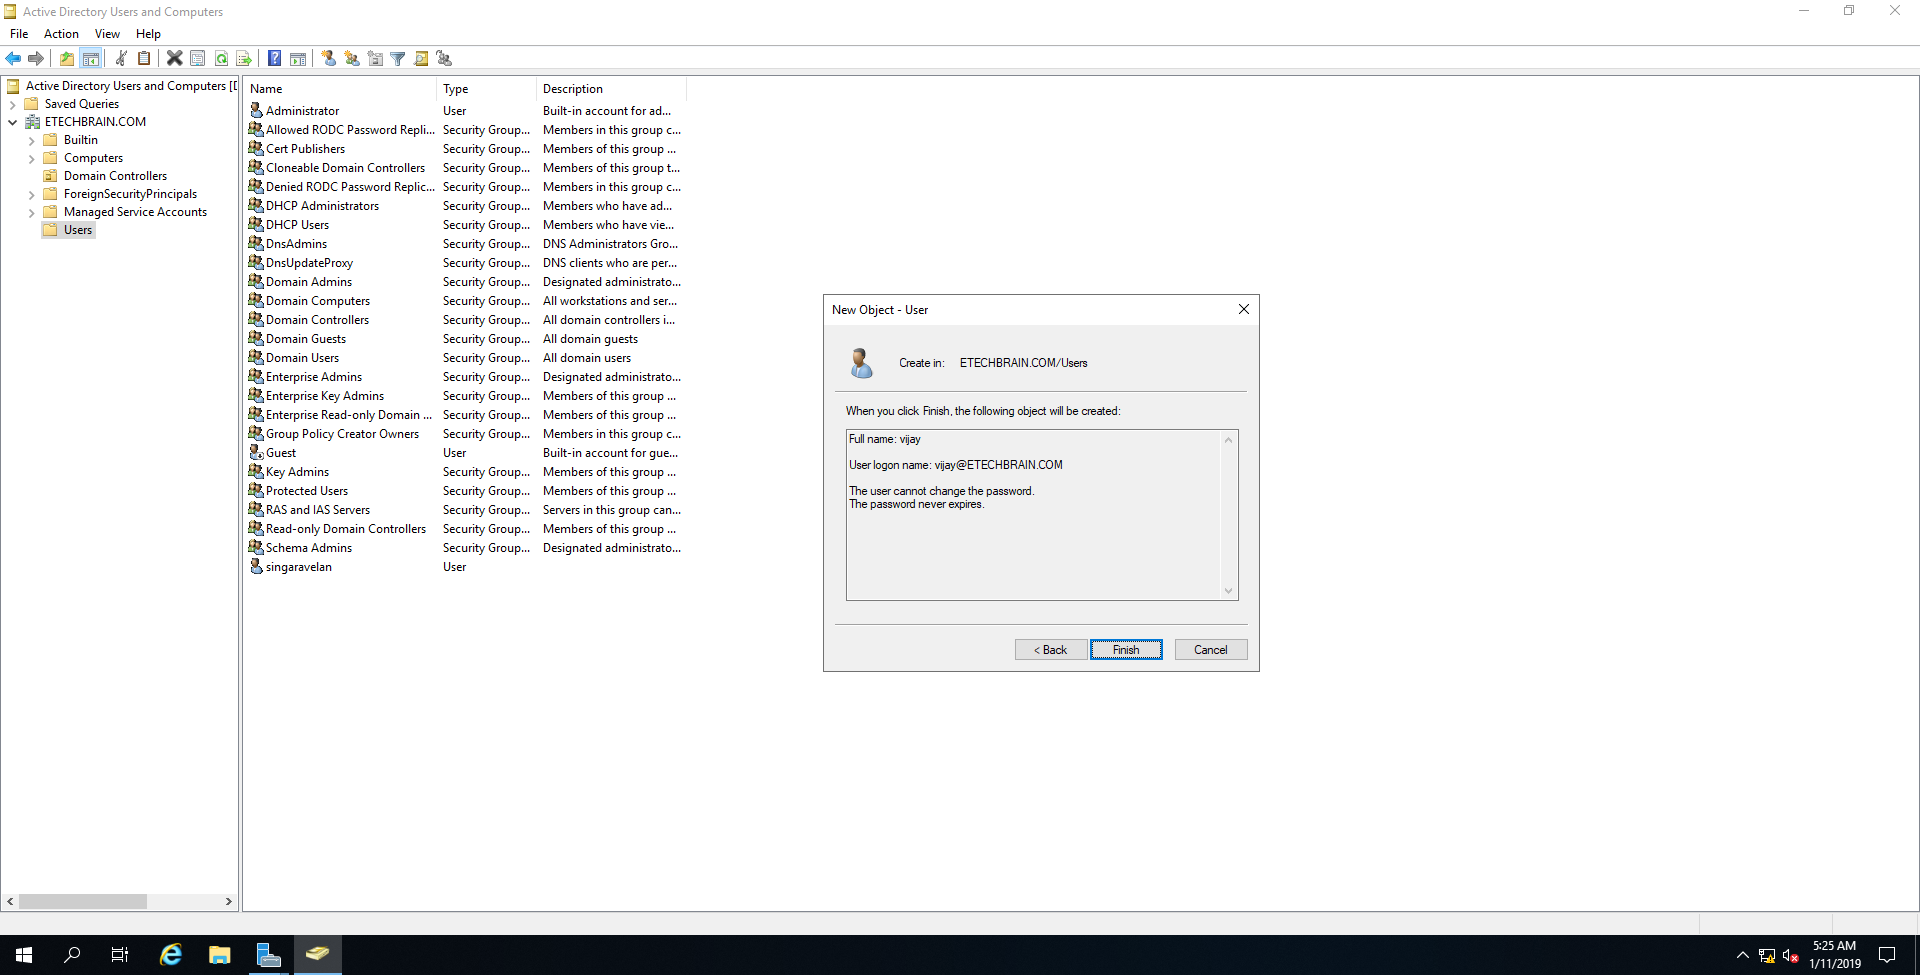 Active Directory Users and Computers
File Action View Help
Active Directory Users and Computers [D
Saved Queries
ETECHBRAIN.COM
Builtin
Computers
Domain Controllers
ForeignSecurityPrincipals
Managed Service Accounts
Users
Name Type Description
Administrator User Built-in account for ad...
Allowed RODC Password Repli... Security Group... Members in this group c...
Cert Publishers Security Group... Members of this group ...
Cloneable Domain Controllers Security Group... Members of this group t...
Denied RODC Password Replic... Security Group... Members in this group c...
DHCP Administrators Security Group... Members who have ad...
DHCP Users Security Group... Members who have vie...
DnsAdmins Security Group... DNS Administrators Gro...
DnsUpdateProxy Security Group... DNS clients who are per...
Domain Admins Security Group... Designated administrato...
Domain Computers Security Group... All workstations and ser...
Domain Controllers Security Group... All domain controllers i...
Domain Guests Security Group... All domain guests
Domain Users Security Group... All domain users
Enterprise Admins Security Group... Designated administrato...
Enterprise Key Admins Security Group... Members of this group ...
Enterprise Read-only Domain ... Security Group... Members of this group ...
Group Policy Creator Owners Security Group... Members in this group c...
Guest User Built-in account for gue...
Key Admins Security Group... Members of this group ...
Protected Users Security Group... Members of this group ...
RAS and IAS Servers Security Group... Servers in this group can...
Read-only Domain Controllers Security Group... Members of this group ...
Schema Admins Security Group... Designated administrato...
singaravelan User
New Object - User
Create in: ETECHBRAIN.COM/Users
When you click Finish, the following object will be created:
Full name: vijay
User logon name: vijay@ETECHBRAIN.COM
The user cannot change the password.
The password never expires.
< Back Finish Cancel
5:25 AM
1/11/2019